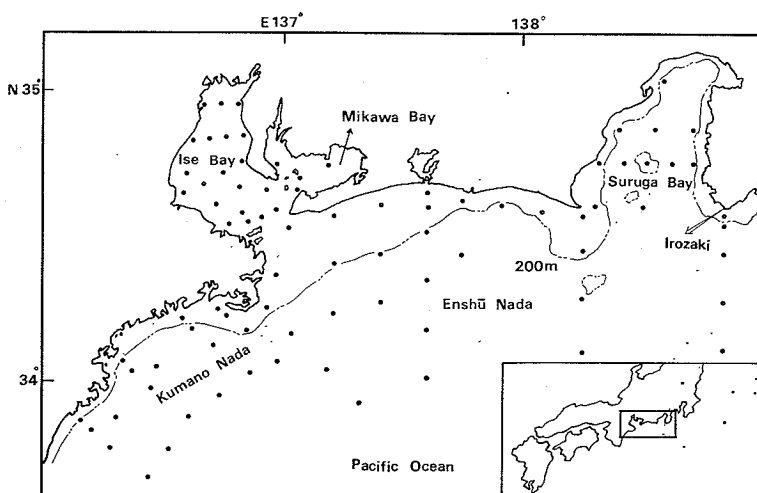 E 137° 138°
N 35°
Mikawa Bay
Ise Bay
Suruga Bay
Irozaki
200m
Enshū Nada
34°
Kumano Nada
Pacific Ocean